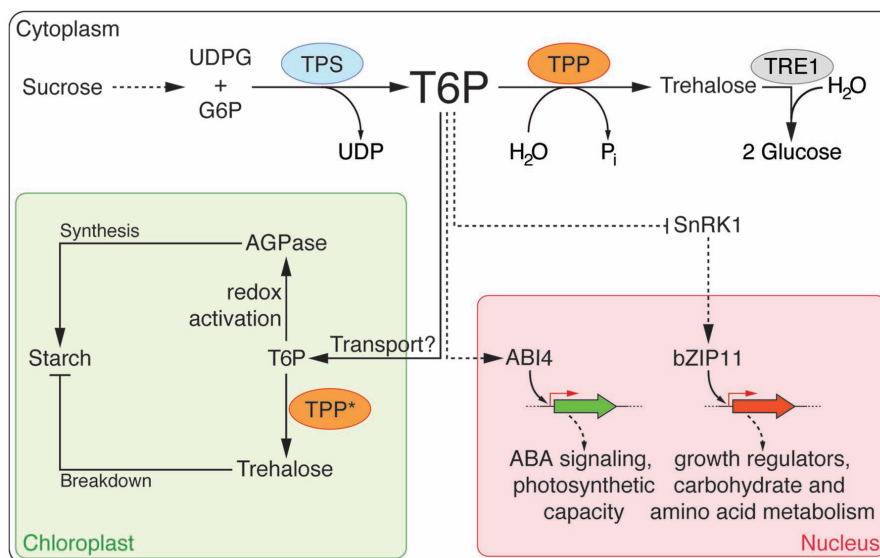 Cytoplasm
Sucrose
UDPG
+
G6P
TPS
UDP
T6P
TPP
H2O
Pi
Trehalose
TRE1
H2O
2 Glucose
Synthesis
AGPase
redox
activation
Starch
T6P
Transport?
TPP*
Trehalose
Breakdown
Chloroplast
SnRK1
ABI4
bZIP11
ABA signaling,
photosynthetic
capacity
growth regulators,
carbohydrate and
amino acid metabolism
Nucleus